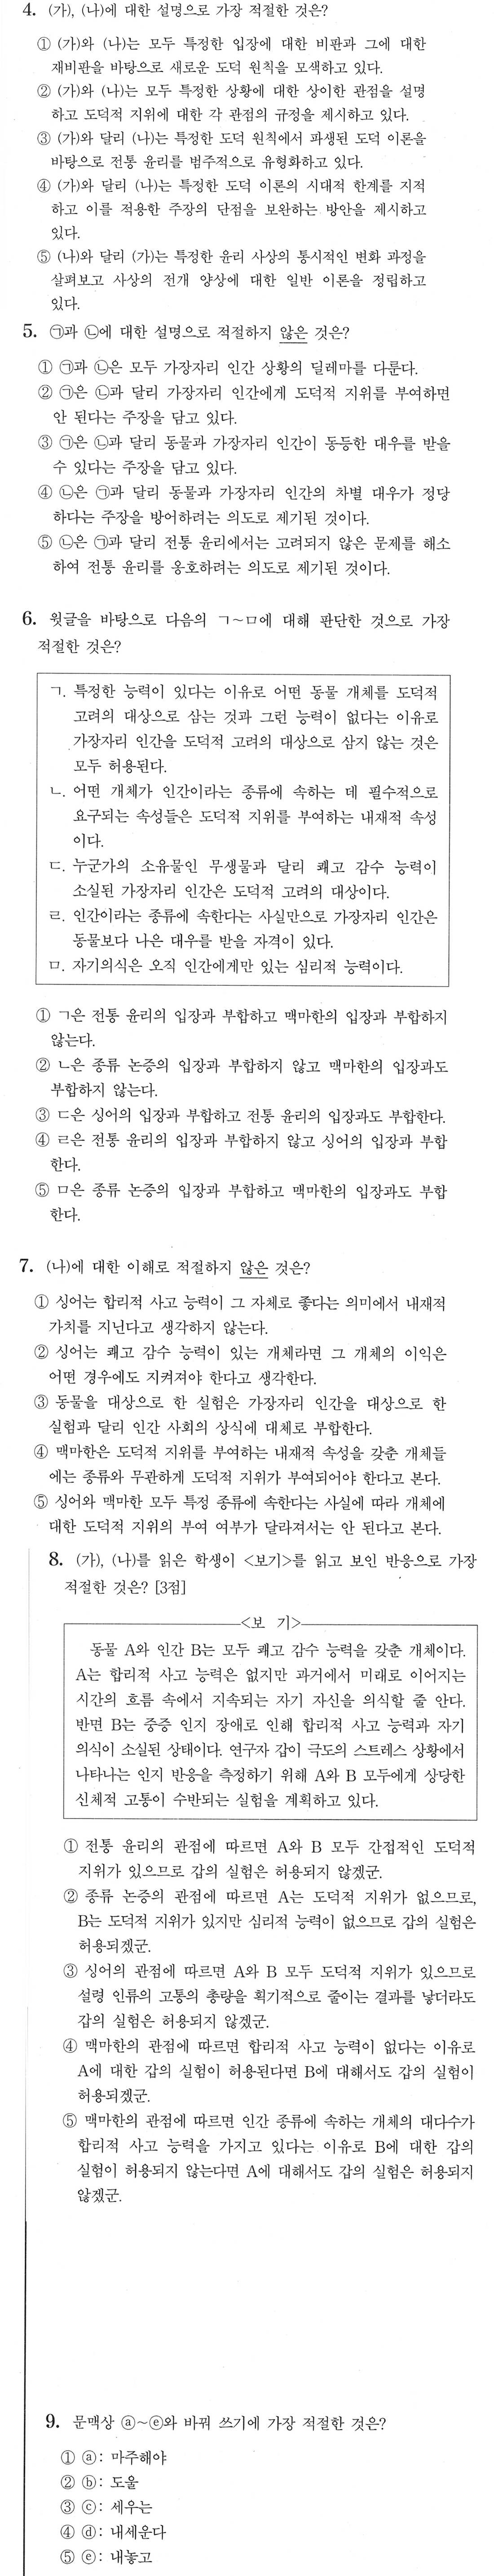 4. (가), (나)에 대한 설명으로 가장 적절한 것은?
① (가)와 (나)는 모두 특정한 입장에 대한 비판과 그에 대한
재비판을 바탕으로 새로운 도덕 원칙을 모색하고 있다.
② (가)와 (나)는 모두 특정한 상황에 대한 상이한 관점을 설명
하고 도덕적 지위에 대한 각 관점의 규정을 제시하고 있다.
③ (가)와 달리 (나)는 특정한 도덕 원칙에서 파생된 도덕 이론을
바탕으로 전통 윤리를 범주적으로 유형화하고 있다.
④ (가)와 달리 (나)는 특정한 도덕 이론의 시대적 한계를 지적
하고 이를 적용한 주장의 단점을 보완하는 방안을 제시하고
있다.
⑤ (나)와 달리 (가)는 특정한 윤리 사상의 통시적인 변화 과정을
살펴보고 사상의 전개 양상에 대한 일반 이론을 정립하고
있다.
5. ㉠과 ㉡에 대한 설명으로 적절하지 않은 것은?
① ㉠과 ㉡은 모두 가장자리 인간 상황의 딜레마를 다룬다.
② ㉠은 ㉡과 달리 가장자리 인간에게 도덕적 지위를 부여하면
안 된다는 주장을 담고 있다.
③ ㉠은 ㉡과 달리 동물과 가장자리 인간이 동등한 대우를 받을
수 있다는 주장을 담고 있다.
④ ㉡은 ㉠과 달리 동물과 가장자리 인간의 차별 대우가 정당
하다는 주장을 방어하려는 의도로 제기된 것이다.
⑤ ㉡은 ㉠과 달리 전통 윤리에서는 고려되지 않은 문제를 해소
하여 전통 윤리를 옹호하려는 의도로 제기된 것이다.
6. 윗글을 바탕으로 다음의 ㄱ~ㅁ에 대해 판단한 것으로 가장
적절한 것은?
ㄱ. 특정한 능력이 있다는 이유로 어떤 동물 개체를 도덕적
고려의 대상으로 삼는 것과 그런 능력이 없다는 이유로
가장자리 인간을 도덕적 고려의 대상으로 삼지 않는 것은
모두 허용된다.
ㄴ. 어떤 개체가 인간이라는 종류에 속하는 데 필수적으로
요구되는 속성들은 도덕적 지위를 부여하는 내재적 속성
이다.
ㄷ. 누군가의 소유물인 무생물과 달리 쾌고 감수 능력이
소실된 가장자리 인간은 도덕적 고려의 대상이다.
ㄹ. 인간이라는 종류에 속한다는 사실만으로 가장자리 인간은
동물보다 나은 대우를 받을 자격이 있다.
ㅁ. 자기의식은 오직 인간에게만 있는 심리적 능력이다.
① ㄱ은 전통 윤리의 입장과 부합하고 맥마한의 입장과 부합하지
않는다.
② ㄴ은 종류 논증의 입장과 부합하지 않고 맥마한의 입장과도
부합하지 않는다.
③ ㄷ은 싱어의 입장과 부합하고 전통 윤리의 입장과도 부합한다.
④ ㄹ은 전통 윤리의 입장과 부합하지 않고 싱어의 입장과 부합
한다.
⑤ ㅁ은 종류 논증의 입장과 부합하고 맥마한의 입장과도 부합
한다.
7. (나)에 대한 이해로 적절하지 않은 것은?
① 싱어는 합리적 사고 능력이 그 자체로 좋다는 의미에서 내재적
가치를 지닌다고 생각하지 않는다.
② 싱어는 쾌고 감수 능력이 있는 개체라면 그 개체의 이익은
어떤 경우에도 지켜져야 한다고 생각한다.
③ 동물을 대상으로 한 실험은 가장자리 인간을 대상으로 한
실험과 달리 인간 사회의 상식에 대체로 부합한다.
④ 맥마한은 도덕적 지위를 부여하는 내재적 속성을 갖춘 개체들
에는 종류와 무관하게 도덕적 지위가 부여되어야 한다고 본다.
⑤ 싱어와 맥마한 모두 특정 종류에 속한다는 사실에 따라 개체에
대한 도덕적 지위의 부여 여부가 달라져서는 안 된다고 본다.
8. (가), (나)를 읽은 학생이 <보기>를 읽고 보인 반응으로 가장
적절한 것은? [3점]
<보 기>
동물 A와 인간 B는 모두 쾌고 감수 능력을 갖춘 개체이다.
A는 합리적 사고 능력은 없지만 과거에서 미래로 이어지는
시간의 흐름 속에서 지속되는 자기 자신을 의식할 줄 안다.
반면 B는 중증 인지 장애로 인해 합리적 사고 능력과 자기
의식이 소실된 상태이다. 연구자 갑이 극도의 스트레스 상황에서
나타나는 인지 반응을 측정하기 위해 A와 B 모두에게 상당한
신체적 고통이 수반되는 실험을 계획하고 있다.
① 전통 윤리의 관점에 따르면 A와 B 모두 간접적인 도덕적
지위가 있으므로 갑의 실험은 허용되지 않겠군.
② 종류 논증의 관점에 따르면 A는 도덕적 지위가 없으므로,
B는 도덕적 지위가 있지만 심리적 능력이 없으므로 갑의 실험은
허용되겠군.
③ 싱어의 관점에 따르면 A와 B 모두 도덕적 지위가 있으므로
설령 인류의 고통의 총량을 획기적으로 줄이는 결과를 낳더라도
갑의 실험은 허용되지 않겠군.
④ 맥마한의 관점에 따르면 합리적 사고 능력이 없다는 이유로
A에 대한 갑의 실험이 허용된다면 B에 대해서도 갑의 실험이
허용되겠군.
⑤ 맥마한의 관점에 따르면 인간 종류에 속하는 개체의 대다수가
합리적 사고 능력을 가지고 있다는 이유로 B에 대한 갑의
실험이 허용되지 않는다면 A에 대해서도 갑의 실험은 허용되지
않겠군.
9. 문맥상 ⓐ~ⓔ와 바꿔 쓰기에 가장 적절한 것은?
① ⓐ: 마주해야
② ⓑ: 도울
③ ⓒ: 세우는
④ ⓓ: 내세운다
⑤ ⓔ: 내놓고